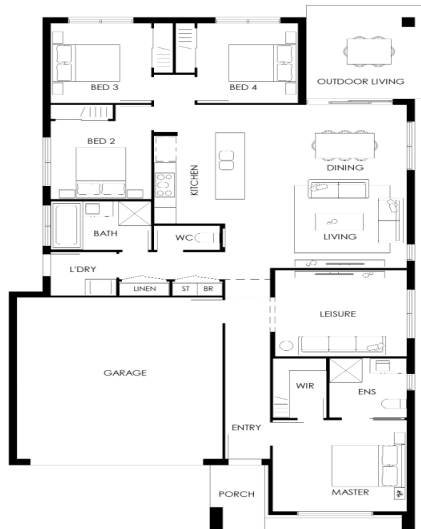 OUTDOOR LIVING
BED 3
BED 4
BED 2
KITCHEN
DINING
BATH
WC
LIVING
L'DRY
LINEN
ST
BR
LEISURE
GARAGE
WIR
ENS
ENTRY
PORCH
MASTER